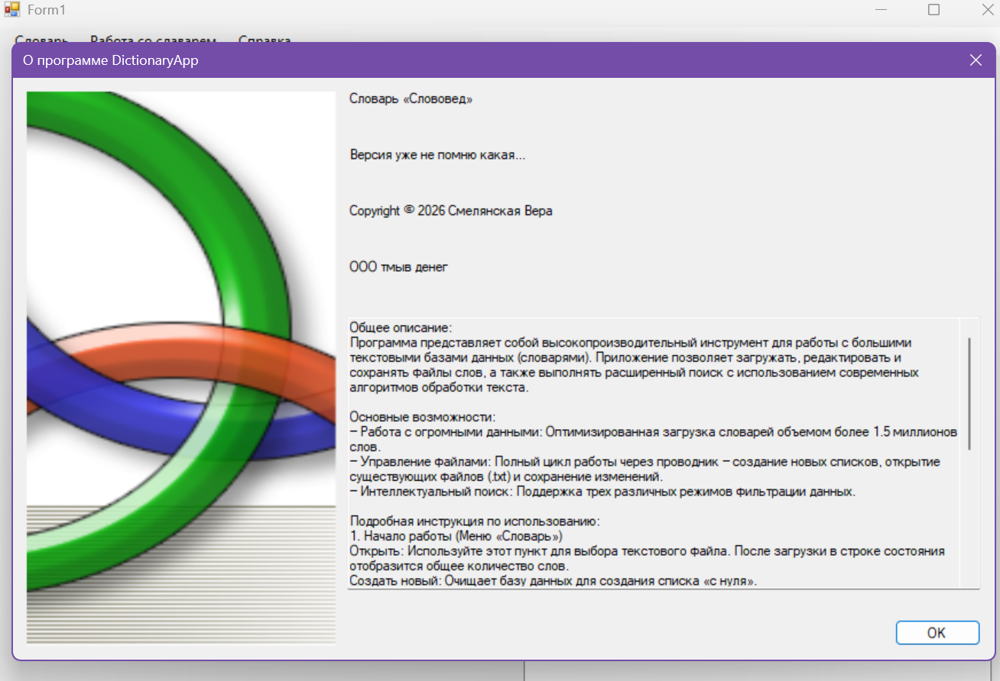 Form1
Словарь Работа со словарем Справка
О программе DictionaryApp
Словарь «Слововед»
Версия уже не помню какая...
Copyright © 2026 Смелянская Вера
ООО тмыв денег
Общее описание:
Программа представляет собой высокопроизводительный инструмент для работы с большими
текстовыми базами данных (словарями). Приложение позволяет загружать, редактировать и
сохранять файлы слов, а также выполнять расширенный поиск с использованием современных
алгоритмов обработки текста.
Основные возможности:
– Работа с огромными данными: Оптимизированная загрузка словарей объемом более 1.5 миллионов
слов.
– Управление файлами: Полный цикл работы через проводник – создание новых списков, открытие
существующих файлов (.txt) и сохранение изменений.
– Интеллектуальный поиск: Поддержка трех различных режимов фильтрации данных.
Подробная инструкция по использованию:
1. Начало работы (Меню «Словарь»)
Открыть: Используйте этот пункт для выбора текстового файла. После загрузки в строке состояния
отобразится общее количество слов.
Создать новый: Очищает базу данных для создания списка «с нуля».
OK